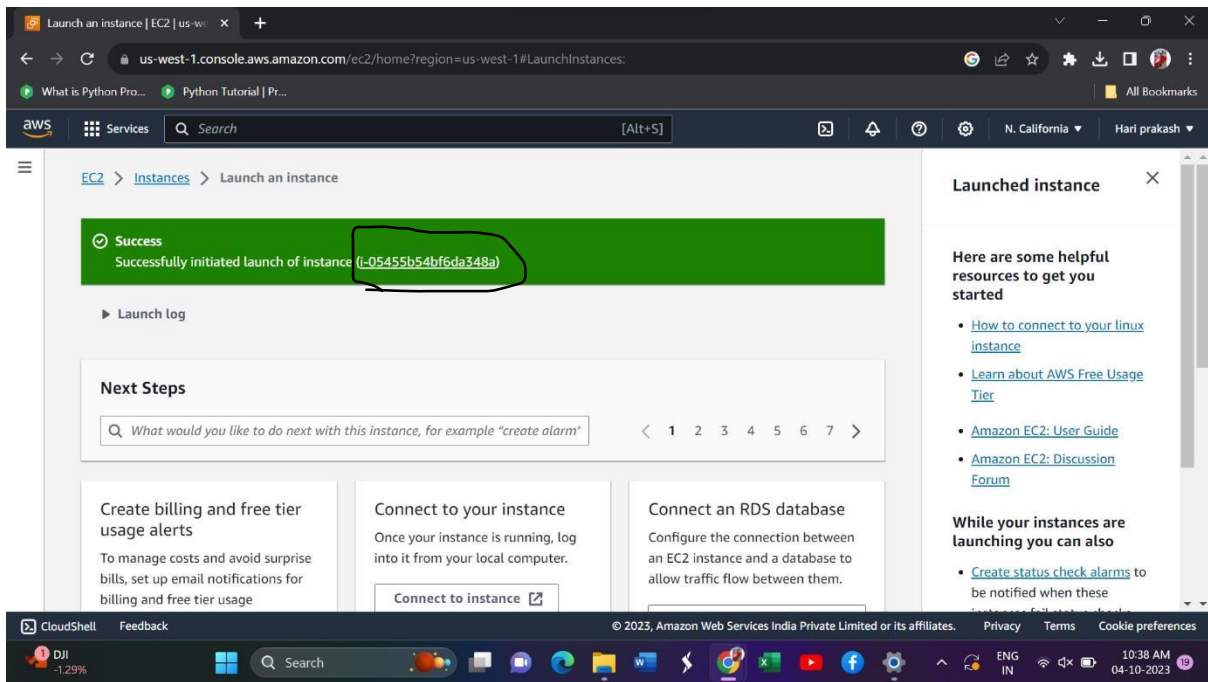 Launch an instance | EC2 | us-we
us-west-1.console.aws.amazon.com/ec2/home?region=us-west-1#LaunchInstances:
What is Python Pro...
Python Tutorial | Pr...
All Bookmarks
aws
Services
Search
[Alt+S]
N. California
Hari prakash
EC2 > Instances > Launch an instance
Success
Successfully initiated launch of instance (i-05455b54bf6da348a)
Launch log
Next Steps
What would you like to do next with this instance, for example "create alarm"
1 2 3 4 5 6 7
Create billing and free tier
usage alerts
To manage costs and avoid surprise
bills, set up email notifications for
billing and free tier usage
Connect to your instance
Once your instance is running, log
into it from your local computer.
Connect to instance
Connect an RDS database
Configure the connection between
an EC2 instance and a database to
allow traffic flow between them.
Launched instance
Here are some helpful
resources to get you
started
• How to connect to your linux
instance
• Learn about AWS Free Usage
Tier
• Amazon EC2: User Guide
• Amazon EC2: Discussion
Forum
While your instances are
launching you can also
• Create status check alarms to
be notified when these
instances fail status checks
CloudShell
Feedback
© 2023, Amazon Web Services India Private Limited or its affiliates.
Privacy
Terms
Cookie preferences
1
DJI
-1.29%
Search
ENG
IN
10:38 AM
04-10-2023
19